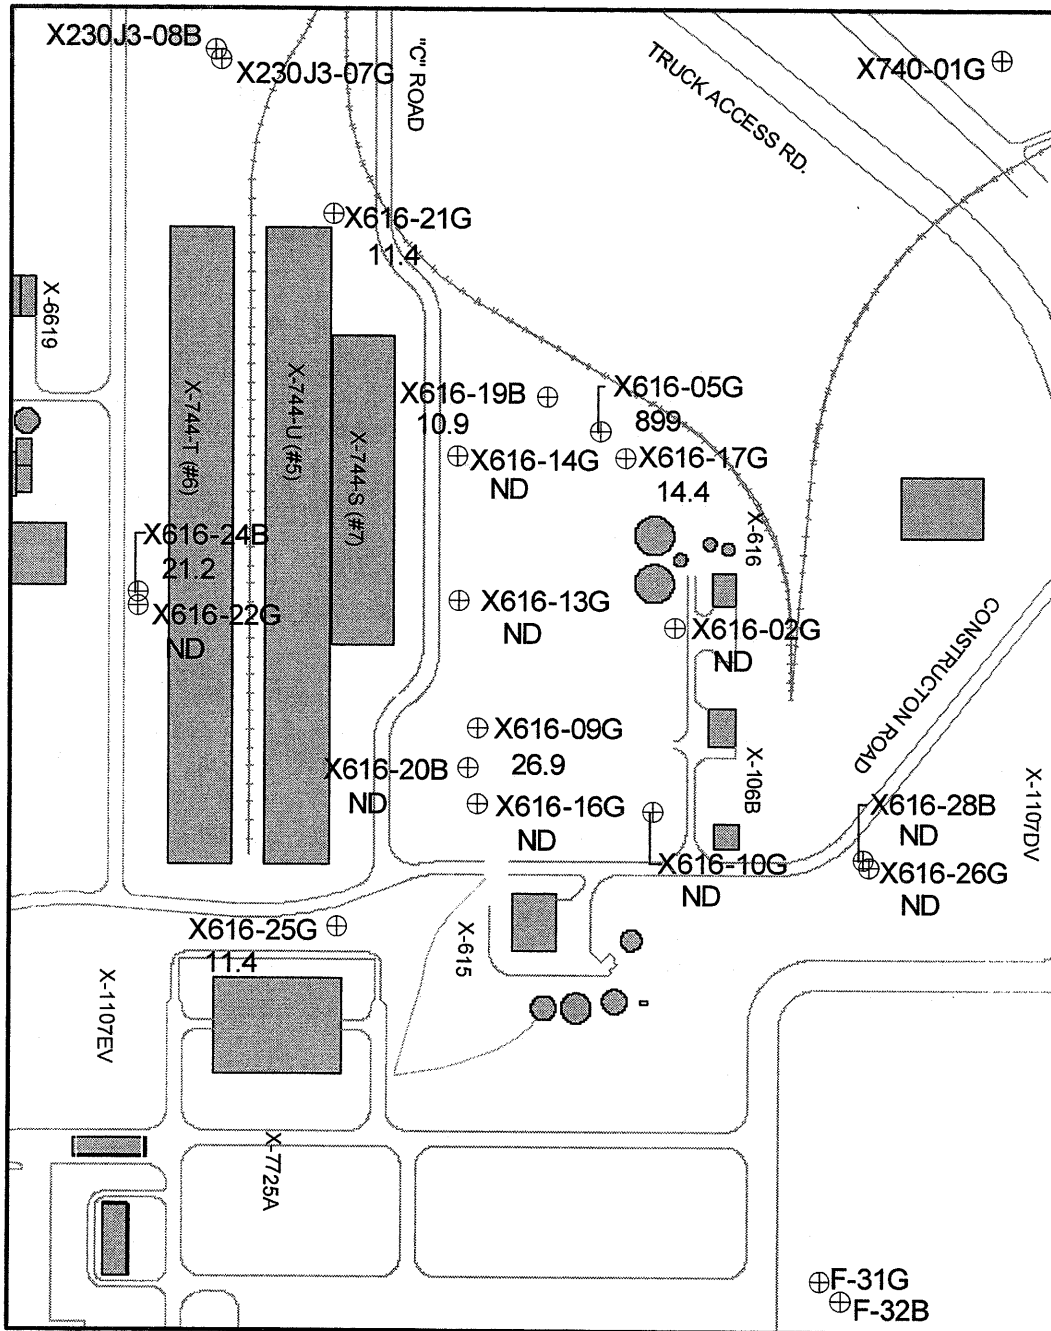 X230J3-08B
X230J3-07G
"C" ROAD
TRUCK ACCESS RD.
X740-01G
X616-21G
11.4
X-6619
X-744-T (#6)
X-744-U (#5)
X-744-S (#7)
X616-19B
10.9
X616-05G
899
X616-14G
ND
X616-17G
14.4
X-616
X616-24B
21.2
X616-22G
ND
X616-13G
ND
X616-02G
ND
CONSTRUCTON ROAD
X616-09G
26.9
X616-20B
ND
X616-16G
ND
X-106B
X616-10G
ND
X616-28B
ND
X616-26G
ND
X-1107DV
X616-25G
11.4
X-615
X-1107EV
X-7725A
F-31G
F-32B